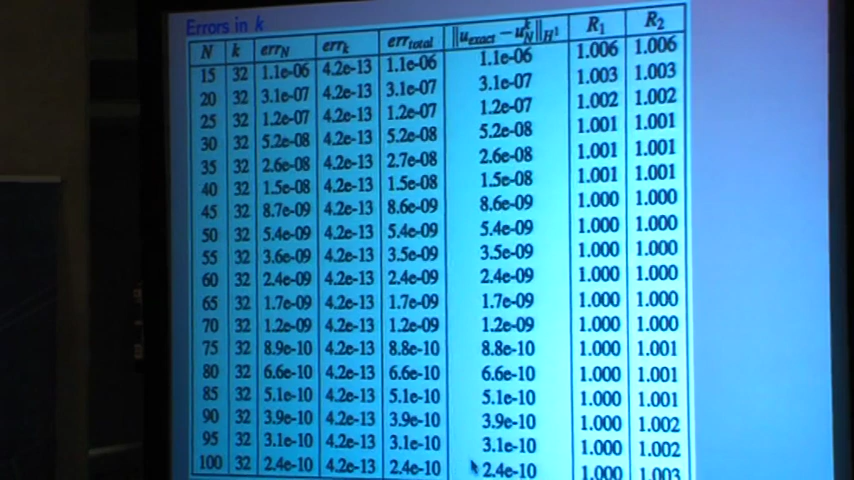 Errors in k
N k err_N err_k err_total ||u_exact − u_N^k||_H¹ R₁ R₂
15 32 1.1e-06 4.2e-13 1.1e-06 1.1e-06 1.006 1.006
20 32 3.1e-07 4.2e-13 3.1e-07 3.1e-07 1.003 1.003
25 32 1.2e-07 4.2e-13 1.2e-07 1.2e-07 1.002 1.002
30 32 5.2e-08 4.2e-13 5.2e-08 5.2e-08 1.001 1.001
35 32 2.6e-08 4.2e-13 2.7e-08 2.6e-08 1.001 1.001
40 32 1.5e-08 4.2e-13 1.5e-08 1.5e-08 1.001 1.001
45 32 8.7e-09 4.2e-13 8.6e-09 8.6e-09 1.000 1.000
50 32 5.4e-09 4.2e-13 5.4e-09 5.4e-09 1.000 1.000
55 32 3.6e-09 4.2e-13 3.5e-09 3.5e-09 1.000 1.000
60 32 2.4e-09 4.2e-13 2.4e-09 2.4e-09 1.000 1.000
65 32 1.7e-09 4.2e-13 1.7e-09 1.7e-09 1.000 1.000
70 32 1.2e-09 4.2e-13 1.2e-09 1.2e-09 1.000 1.000
75 32 8.9e-10 4.2e-13 8.8e-10 8.8e-10 1.000 1.001
80 32 6.6e-10 4.2e-13 6.6e-10 6.6e-10 1.000 1.001
85 32 5.1e-10 4.2e-13 5.1e-10 5.1e-10 1.000 1.001
90 32 3.9e-10 4.2e-13 3.9e-10 3.9e-10 1.000 1.002
95 32 3.1e-10 4.2e-13 3.1e-10 3.1e-10 1.000 1.002
100 32 2.4e-10 4.2e-13 2.4e-10 2.4e-10 1.000 1.003